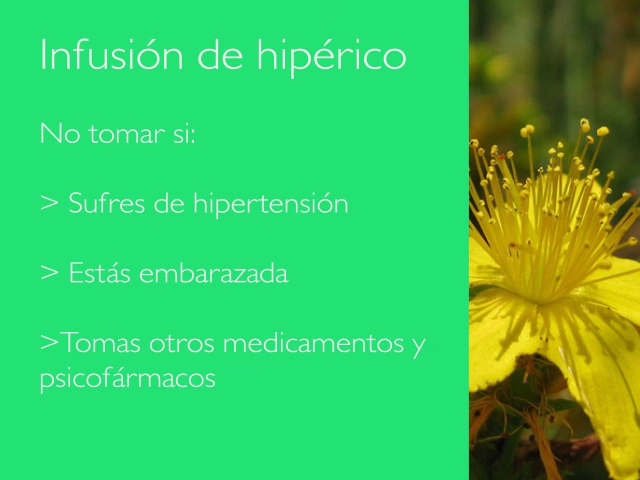 Infusión de hipérico
No tomar si:
> Sufres de hipertensión
> Estás embarazada
>Tomas otros medicamentos y
psicofármacos